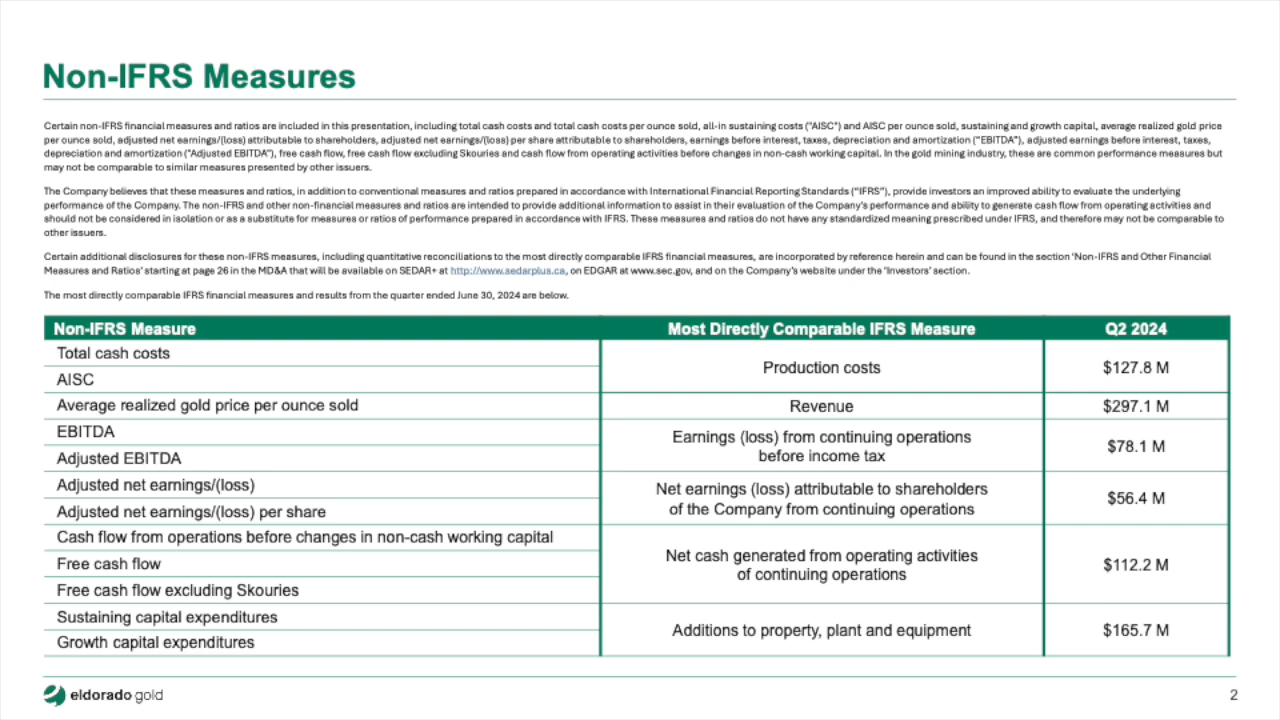 Non-IFRS Measures
Certain non-IFRS financial measures and ratios are included in this presentation, including total cash costs and total cash costs per ounce sold, all-in sustaining costs ("AISC") and AISC per ounce sold, sustaining and growth capital, average realized gold price
per ounce sold, adjusted net earnings/(loss) attributable to shareholders, adjusted net earnings/(loss) per share attributable to shareholders, earnings before interest, taxes, depreciation and amortization ("EBITDA"), adjusted earnings before interest, taxes,
depreciation and amortization ("Adjusted EBITDA"), free cash flow, free cash flow excluding Skouries and cash flow from operating activities before changes in non-cash working capital. In the gold mining industry, these are common performance measures but
may not be comparable to similar measures presented by other issuers.
The Company believes that these measures and ratios, in addition to conventional measures and ratios prepared in accordance with International Financial Reporting Standards ("IFRS"), provide investors an improved ability to evaluate the underlying
performance of the Company. The non-IFRS and other non-financial measures and ratios are intended to provide additional information to assist in their evaluation of the Company's performance and ability to generate cash flow from operating activities and
should not be considered in isolation or as a substitute for measures or ratios of performance prepared in accordance with IFRS. These measures and ratios do not have any standardized meaning prescribed under IFRS, and therefore may not be comparable to
other issuers.
Certain additional disclosures for these non-IFRS measures, including quantitative reconciliations to the most directly comparable IFRS financial measures, are incorporated by reference herein and can be found in the section 'Non-IFRS and Other Financial
Measures and Ratios' starting at page 26 in the MD&A that will be available on SEDAR+ at http://www.sedarplus.ca, on EDGAR at www.sec.gov, and on the Company's website under the 'Investors' section.
The most directly comparable IFRS financial measures and results from the quarter ended June 30, 2024 are below.
Non-IFRS Measure Most Directly Comparable IFRS Measure Q2 2024
Total cash costs
AISC
Production costs $127.8 M
Average realized gold price per ounce sold Revenue $297.1 M
EBITDA
Adjusted EBITDA
Earnings (loss) from continuing operations
before income tax
$78.1 M
Adjusted net earnings/(loss)
Adjusted net earnings/(loss) per share
Net earnings (loss) attributable to shareholders
of the Company from continuing operations
$56.4 M
Cash flow from operations before changes in non-cash working capital
Free cash flow
Free cash flow excluding Skouries
Net cash generated from operating activities
of continuing operations
$112.2 M
Sustaining capital expenditures
Growth capital expenditures
Additions to property, plant and equipment $165.7 M
eldorado gold
2